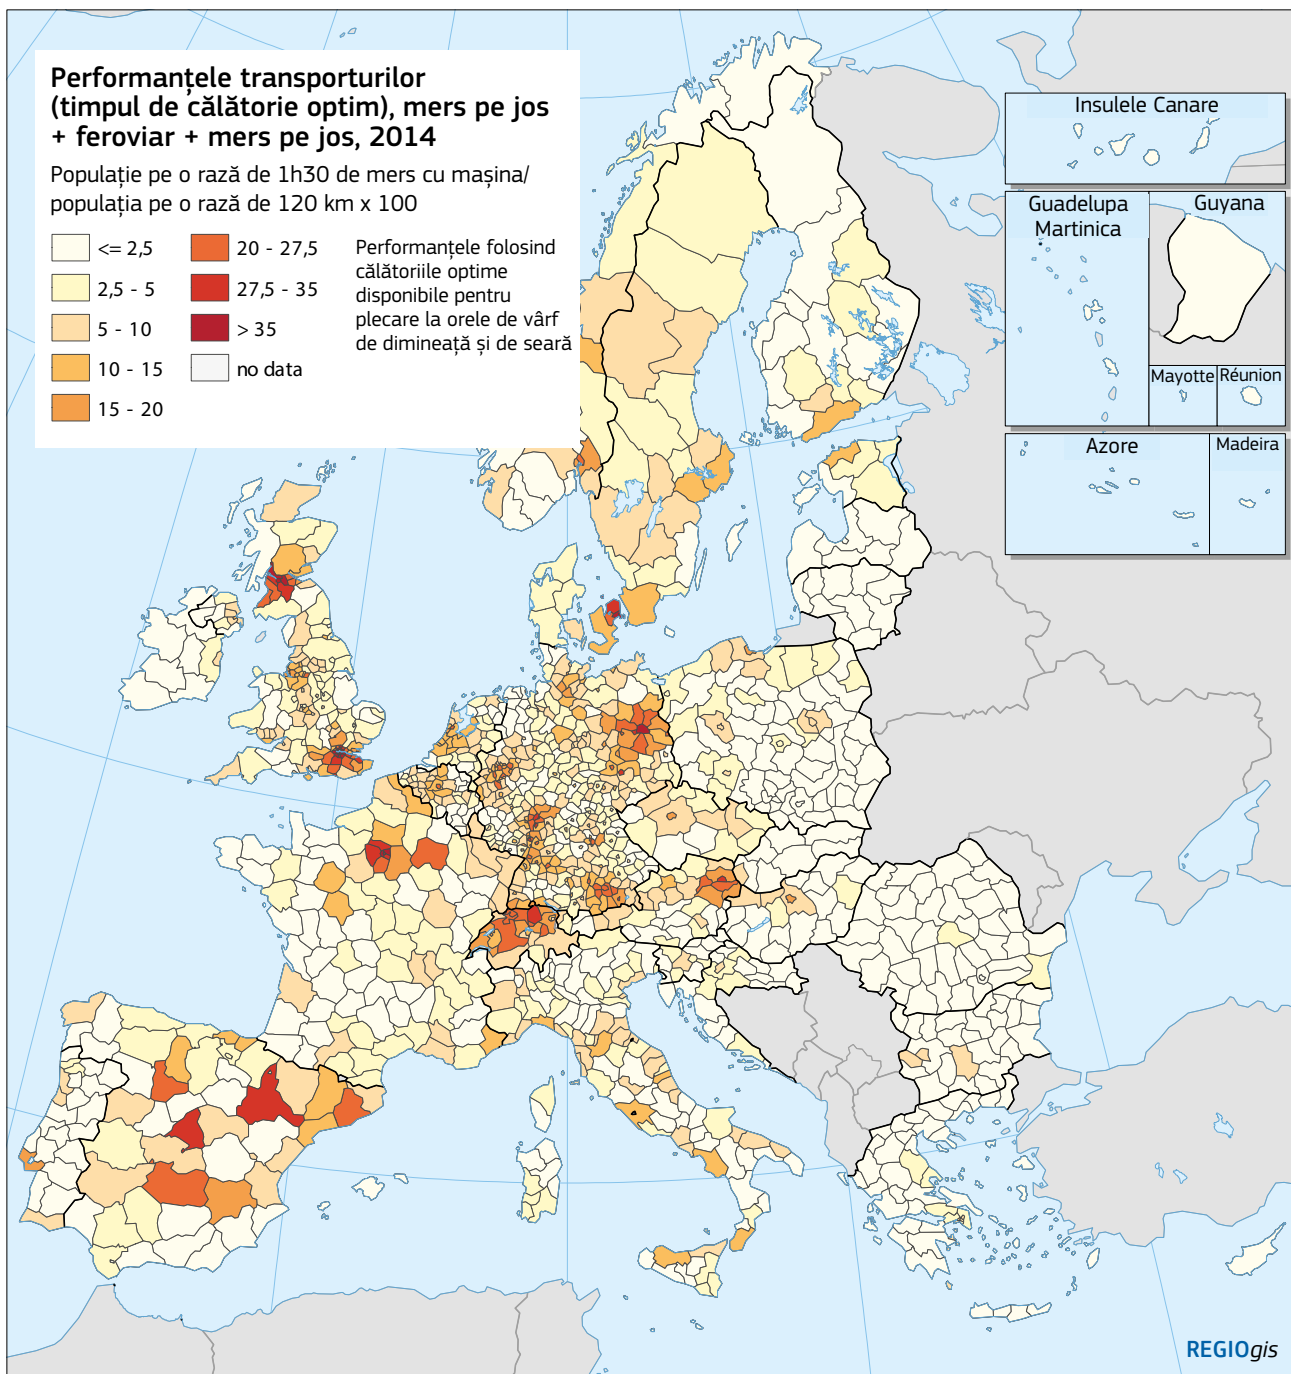 Performanțele transporturilor
(timpul de călătorie optim), mers pe jos
+ feroviar + mers pe jos, 2014
Populație pe o rază de 1h30 de mers cu mașina/
populația pe o rază de 120 km x 100
<= 2,5
2,5 - 5
5 - 10
10 - 15
15 - 20
20 - 27,5
27,5 - 35
> 35
no data
Performanțele folosind
călătoriile optime
disponibile pentru
plecare la orele de vârf
de dimineață și de seară
Insulele Canare
Guadelupa
Martinica
Guyana
Mayotte
Réunion
Azore
Madeira
REGIOgis